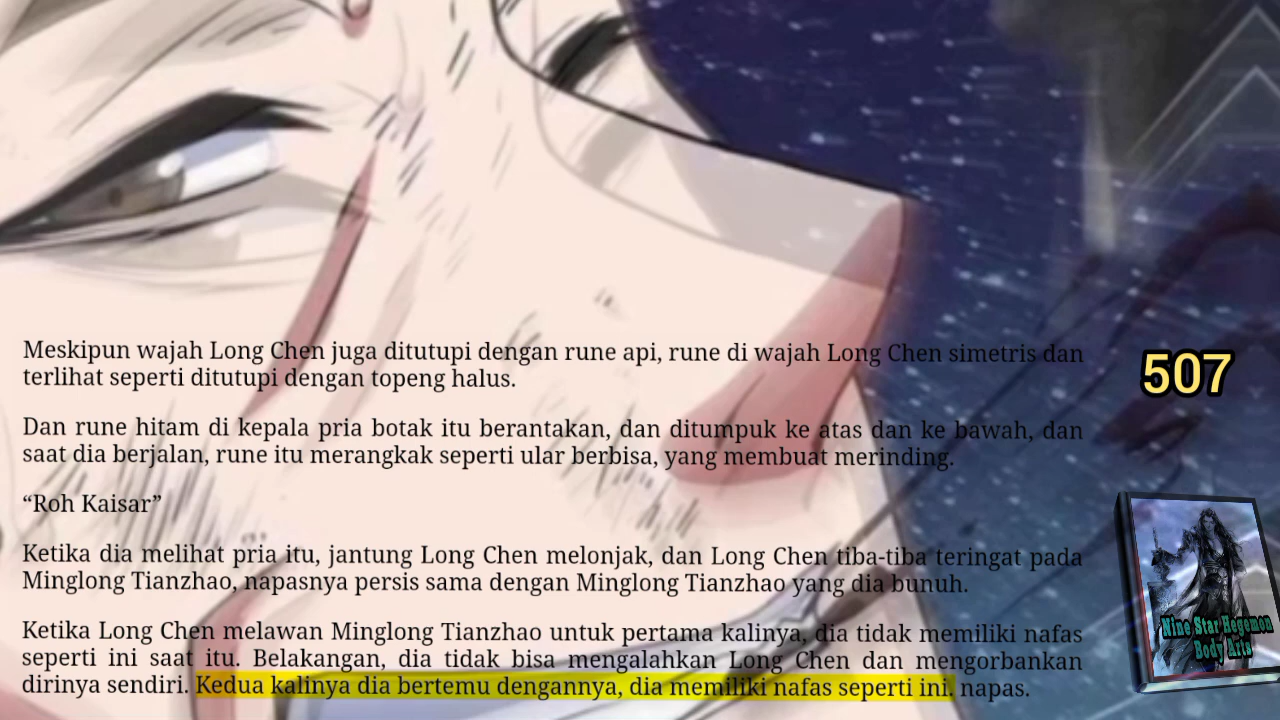 Meskipun wajah Long Chen juga ditutupi dengan rune api, rune di wajah Long Chen simetris dan
terlihat seperti ditutupi dengan topeng halus.
Dan rune hitam di kepala pria botak itu berantakan, dan ditumpuk ke atas dan ke bawah, dan
saat dia berjalan, rune itu merangkak seperti ular berbisa, yang membuat merinding.
“Roh Kaisar”
Ketika dia melihat pria itu, jantung Long Chen melonjak, dan Long Chen tiba-tiba teringat pada
Minglong Tianzhao, napasnya persis sama dengan Minglong Tianzhao yang dia bunuh.
Ketika Long Chen melawan Minglong Tianzhao untuk pertama kalinya, dia tidak memiliki nafas
seperti ini saat itu. Belakangan, dia tidak bisa mengalahkan Long Chen dan mengorbankan
dirinya sendiri. Kedua kalinya dia bertemu dengannya, dia memiliki nafas seperti ini. napas.
507
Nine Star Hegemon
Body Arts